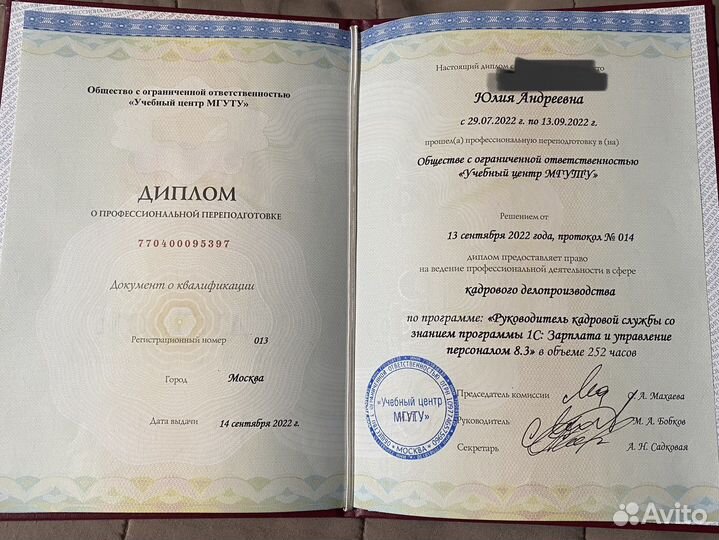 Общество с ограниченной ответственностью
«Учебный центр МГУТУ»
ДИПЛОМ
О ПРОФЕССИОНАЛЬНОЙ ПЕРЕПОДГОТОВКЕ
770400095397
Документ о квалификации
Регистрационный номер 013
Город Москва
Дата выдачи 14 сентября 2022 г.
Настоящий диплом
Юлия Андреевна
с 29.07.2022 г. по 13.09.2022 г.
прошел(а) профессиональную переподготовку в (на)
Обществе с ограниченной ответственностью
«Учебный центр МГУТУ»
Решением от
13 сентября 2022 года, протокол № 014
диплом предоставляет право
на ведение профессиональной деятельности в сфере
кадрового делопроизводства
по программе: «Руководитель кадровой службы со
знанием программы 1С: Зарплата и управление
персоналом 8.3» в объеме 252 часов
Председатель комиссии А. Махаева
Руководитель М. А. Бобков
Секретарь А. Н. Садковая
«Учебный центр
МГУТУ»
МОСКВА
Avito